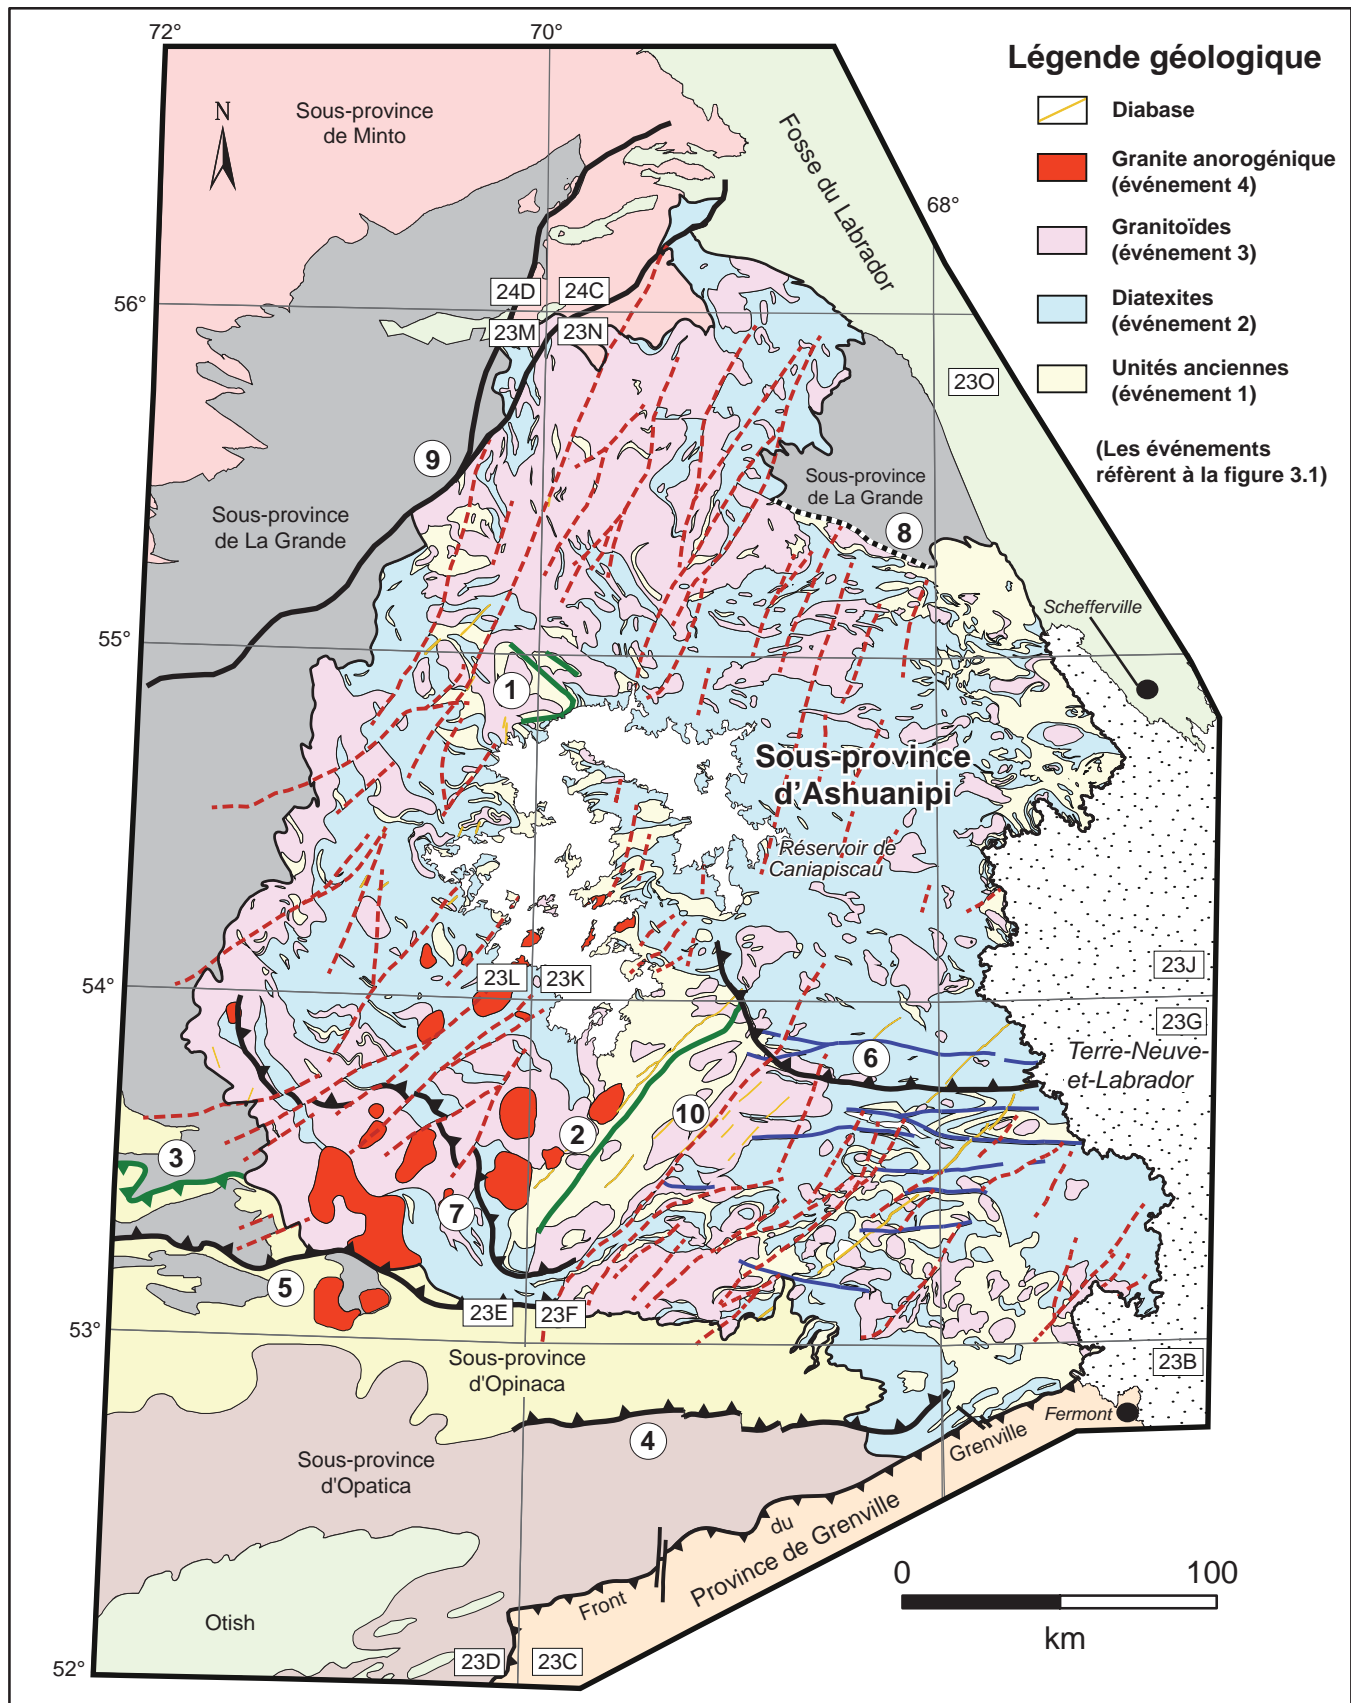 72°
70°
Légende géologique
Diabase
Granite anorogénique
(événement 4)
Granitoïdes
(événement 3)
Diatexites
(événement 2)
Unités anciennes
(événement 1)
(Les événements
réfèrent à la figure 3.1)
Sous-province
de Minto
N
Fosse du Labrador
68°
56°
24D
24C
23M
23N
23O
9
Sous-province
de La Grande
8
Sous-province
de La Grande
Schefferville
55°
1
Sous-province
d'Ashuanipi
Réservoir de
Caniapiscau
54°
23L
23K
23J
23G
Terre-Neuve-
et-Labrador
6
10
2
3
7
5
23E
23F
53°
Sous-province
d'Opinaca
23B
Fermont
4
Sous-province
d'Opatica
Front
du
Grenville
Province de Grenville
0
100
km
Otish
23D
23C
52°